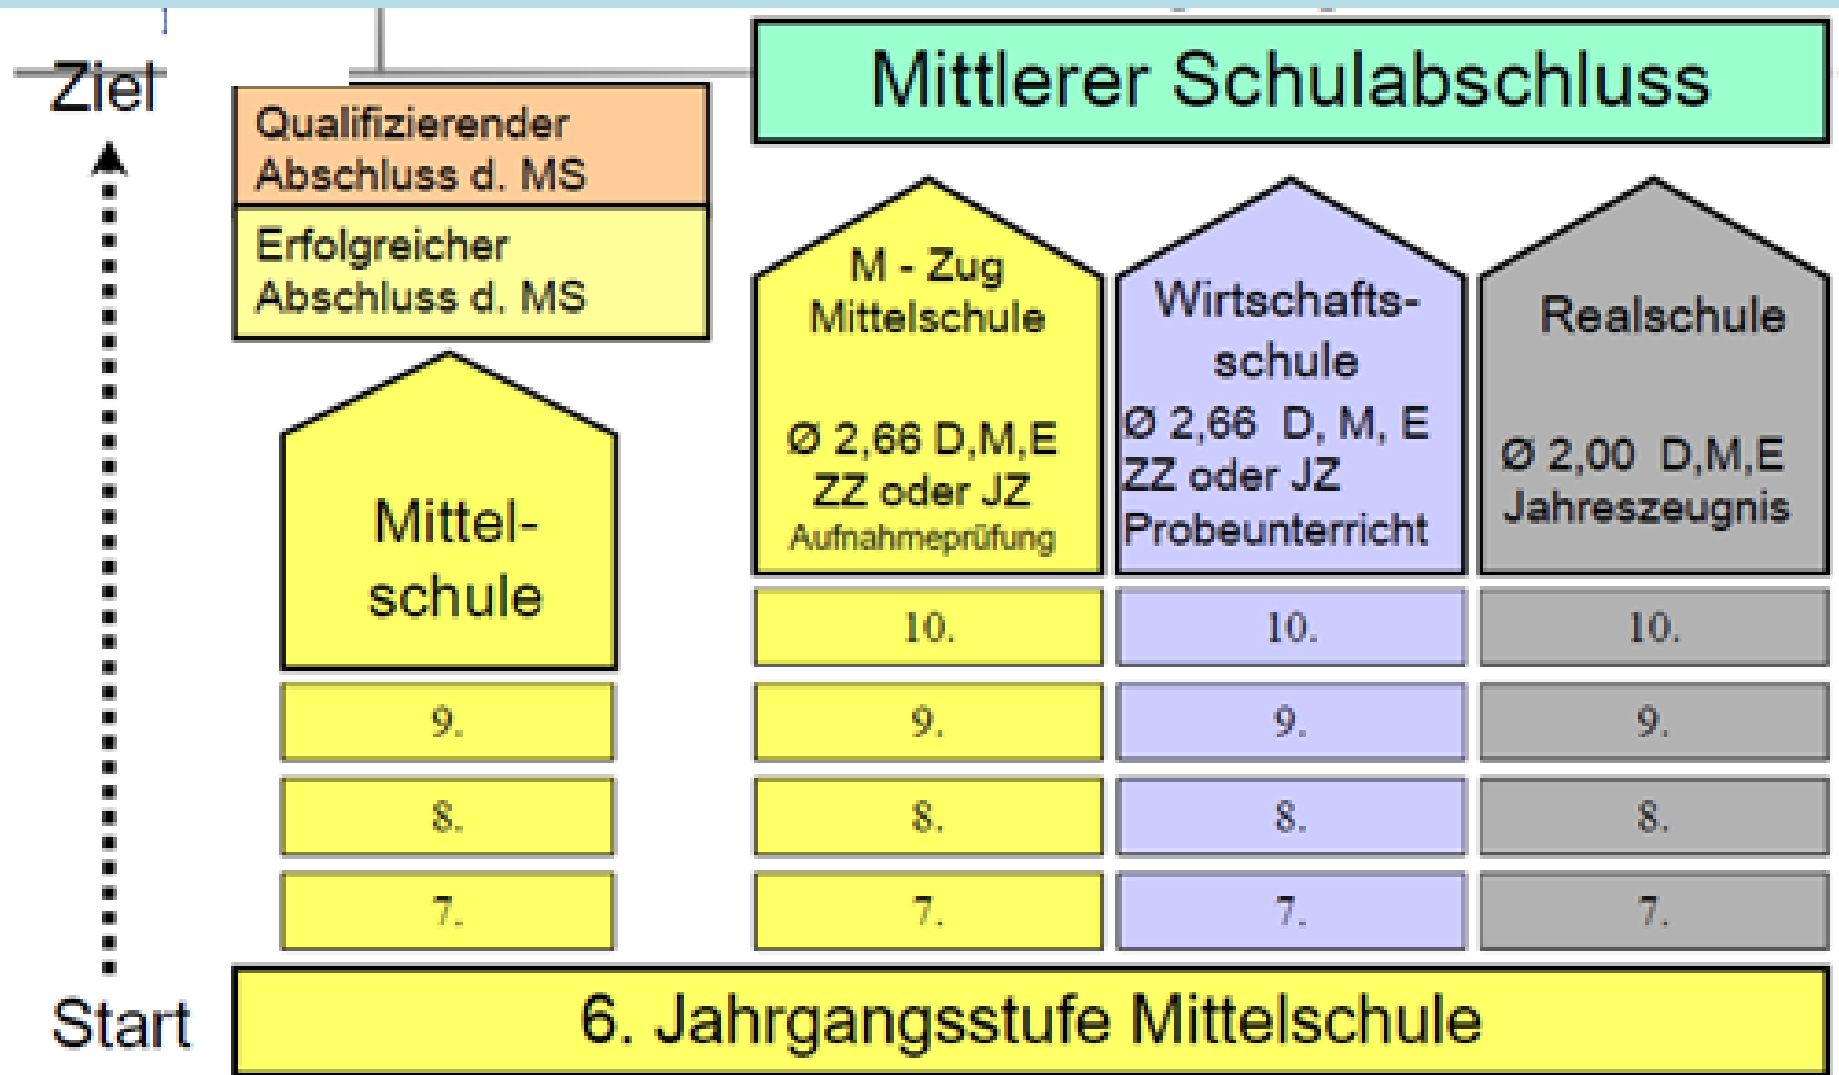 Ziel
Mittlerer Schulabschluss
Qualifizierender
Abschluss d. MS
Erfolgreicher
Abschluss d. MS
Mittel-
schule
9.
8.
7.
M - Zug
Mittelschule
Ø 2,66 D,M,E
ZZ oder JZ
Aufnahmeprüfung
10.
9.
8.
7.
Wirtschafts-
schule
Ø 2,66 D, M, E
ZZ oder JZ
Probeunterricht
10.
9.
8.
7.
Realschule
Ø 2,00 D,M,E
Jahreszeugnis
10.
9.
8.
7.
Start
6. Jahrgangsstufe Mittelschule